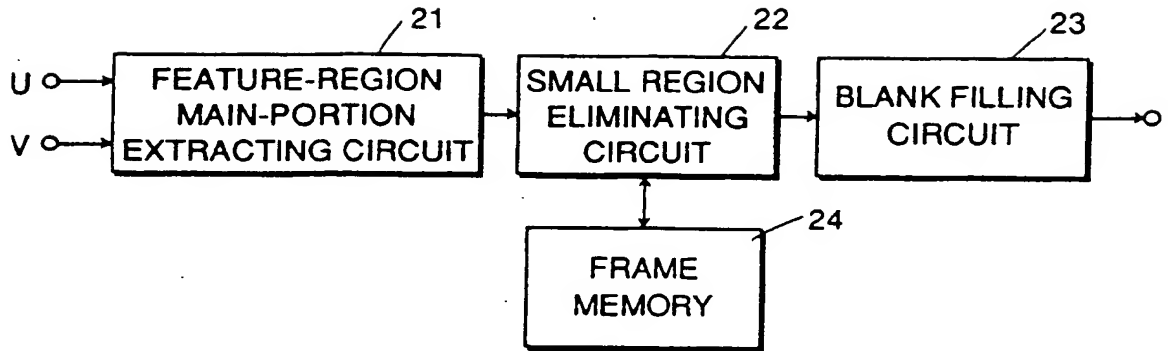 21
22
23
U
V
FEATURE-REGION
MAIN-PORTION
EXTRACTING CIRCUIT
SMALL REGION
ELIMINATING
CIRCUIT
BLANK FILLING
CIRCUIT
24
FRAME
MEMORY